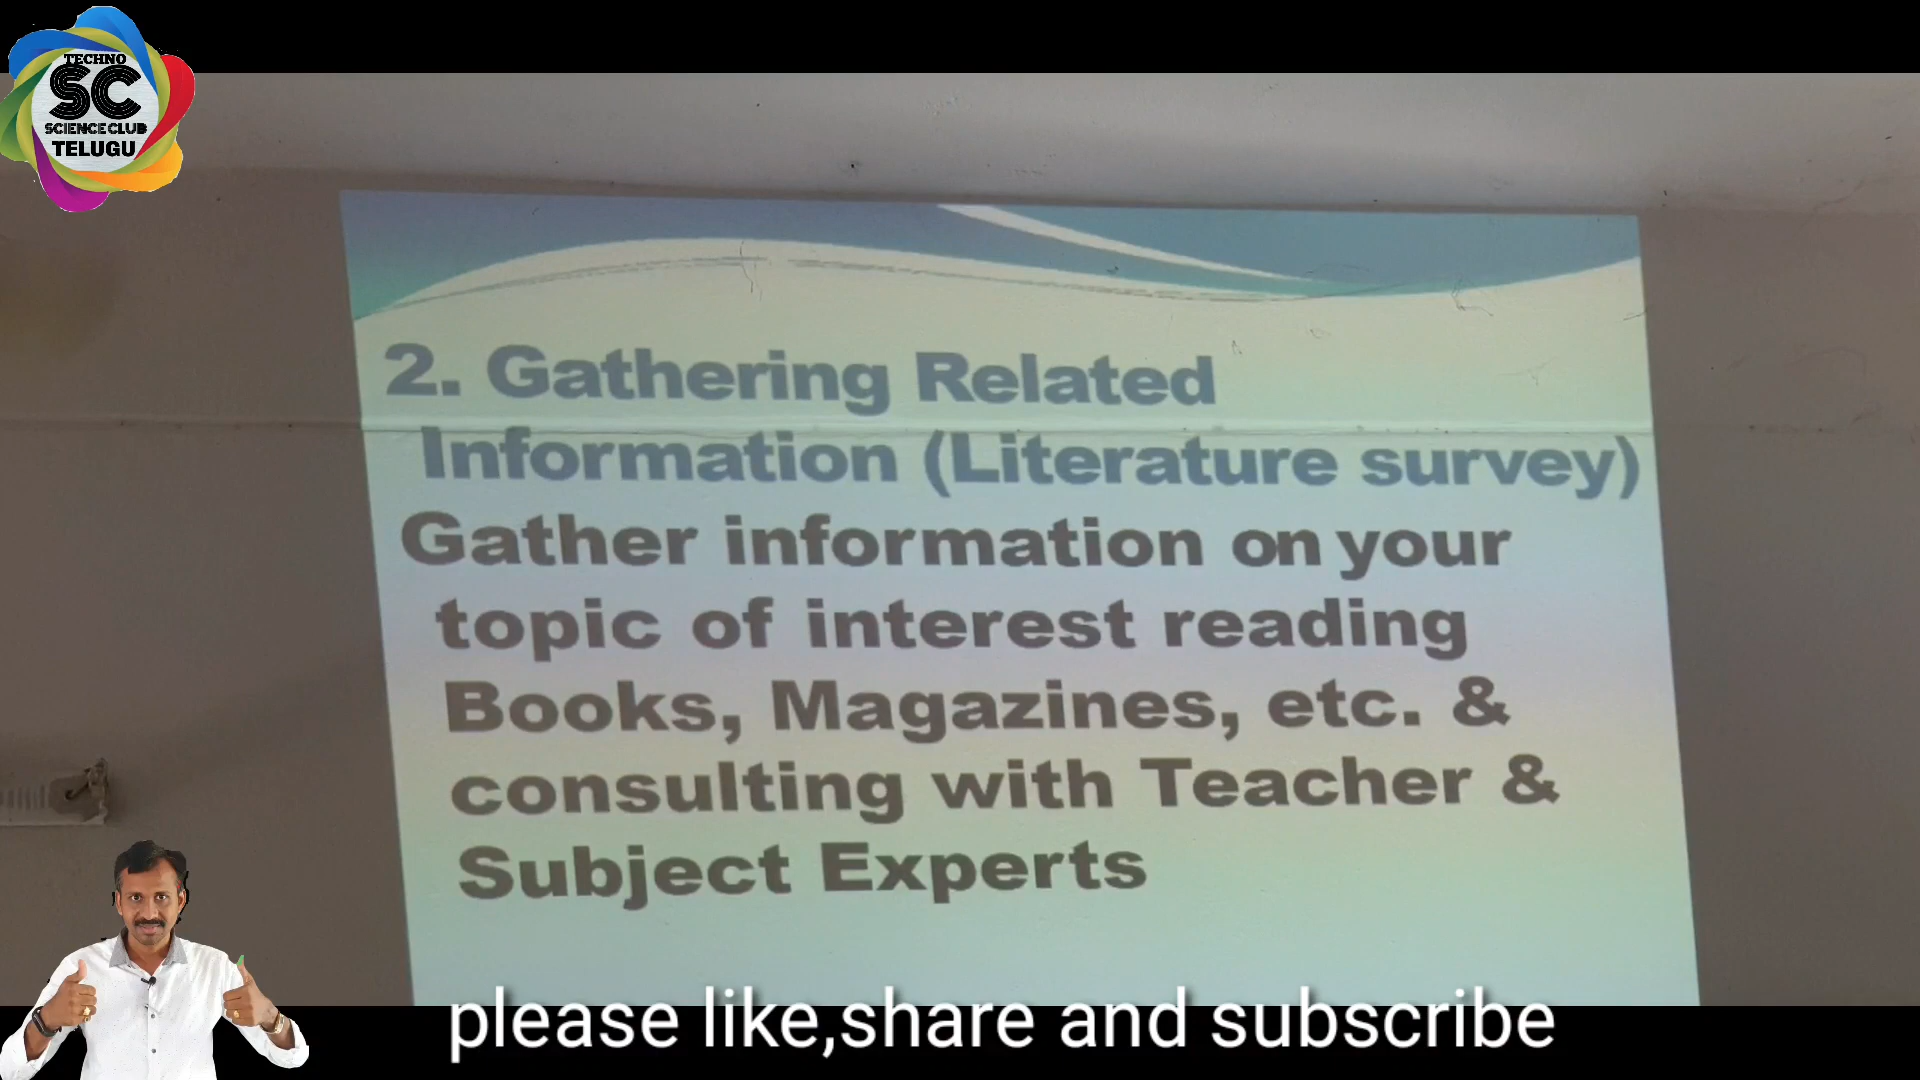 TECHNO
SC
SCIENCE CLUB
TELUGU
2. Gathering Related
Information (Literature survey)
Gather information on your
topic of interest reading
Books, Magazines, etc. &
consulting with Teacher &
Subject Experts
please like,share and subscribe